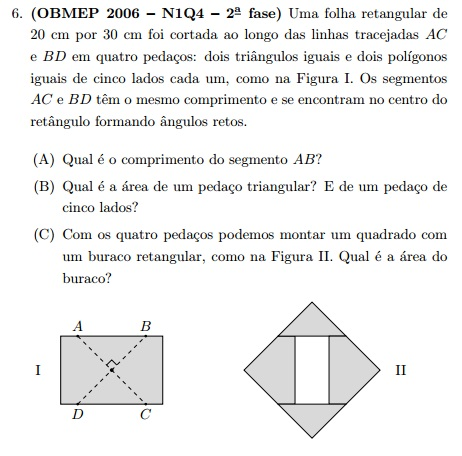 6. (OBMEP 2006 – N1Q4 – 2ª fase) Uma folha retangular de
20 cm por 30 cm foi cortada ao longo das linhas tracejadas AC
e BD em quatro pedaços: dois triângulos iguais e dois polígonos
iguais de cinco lados cada um, como na Figura I. Os segmentos
AC e BD têm o mesmo comprimento e se encontram no centro do
retângulo formando ângulos retos.
(A) Qual é o comprimento do segmento AB?
(B) Qual é a área de um pedaço triangular? E de um pedaço de
cinco lados?
(C) Com os quatro pedaços podemos montar um quadrado com
um buraco retangular, como na Figura II. Qual é a área do
buraco?
A B
I II
D C